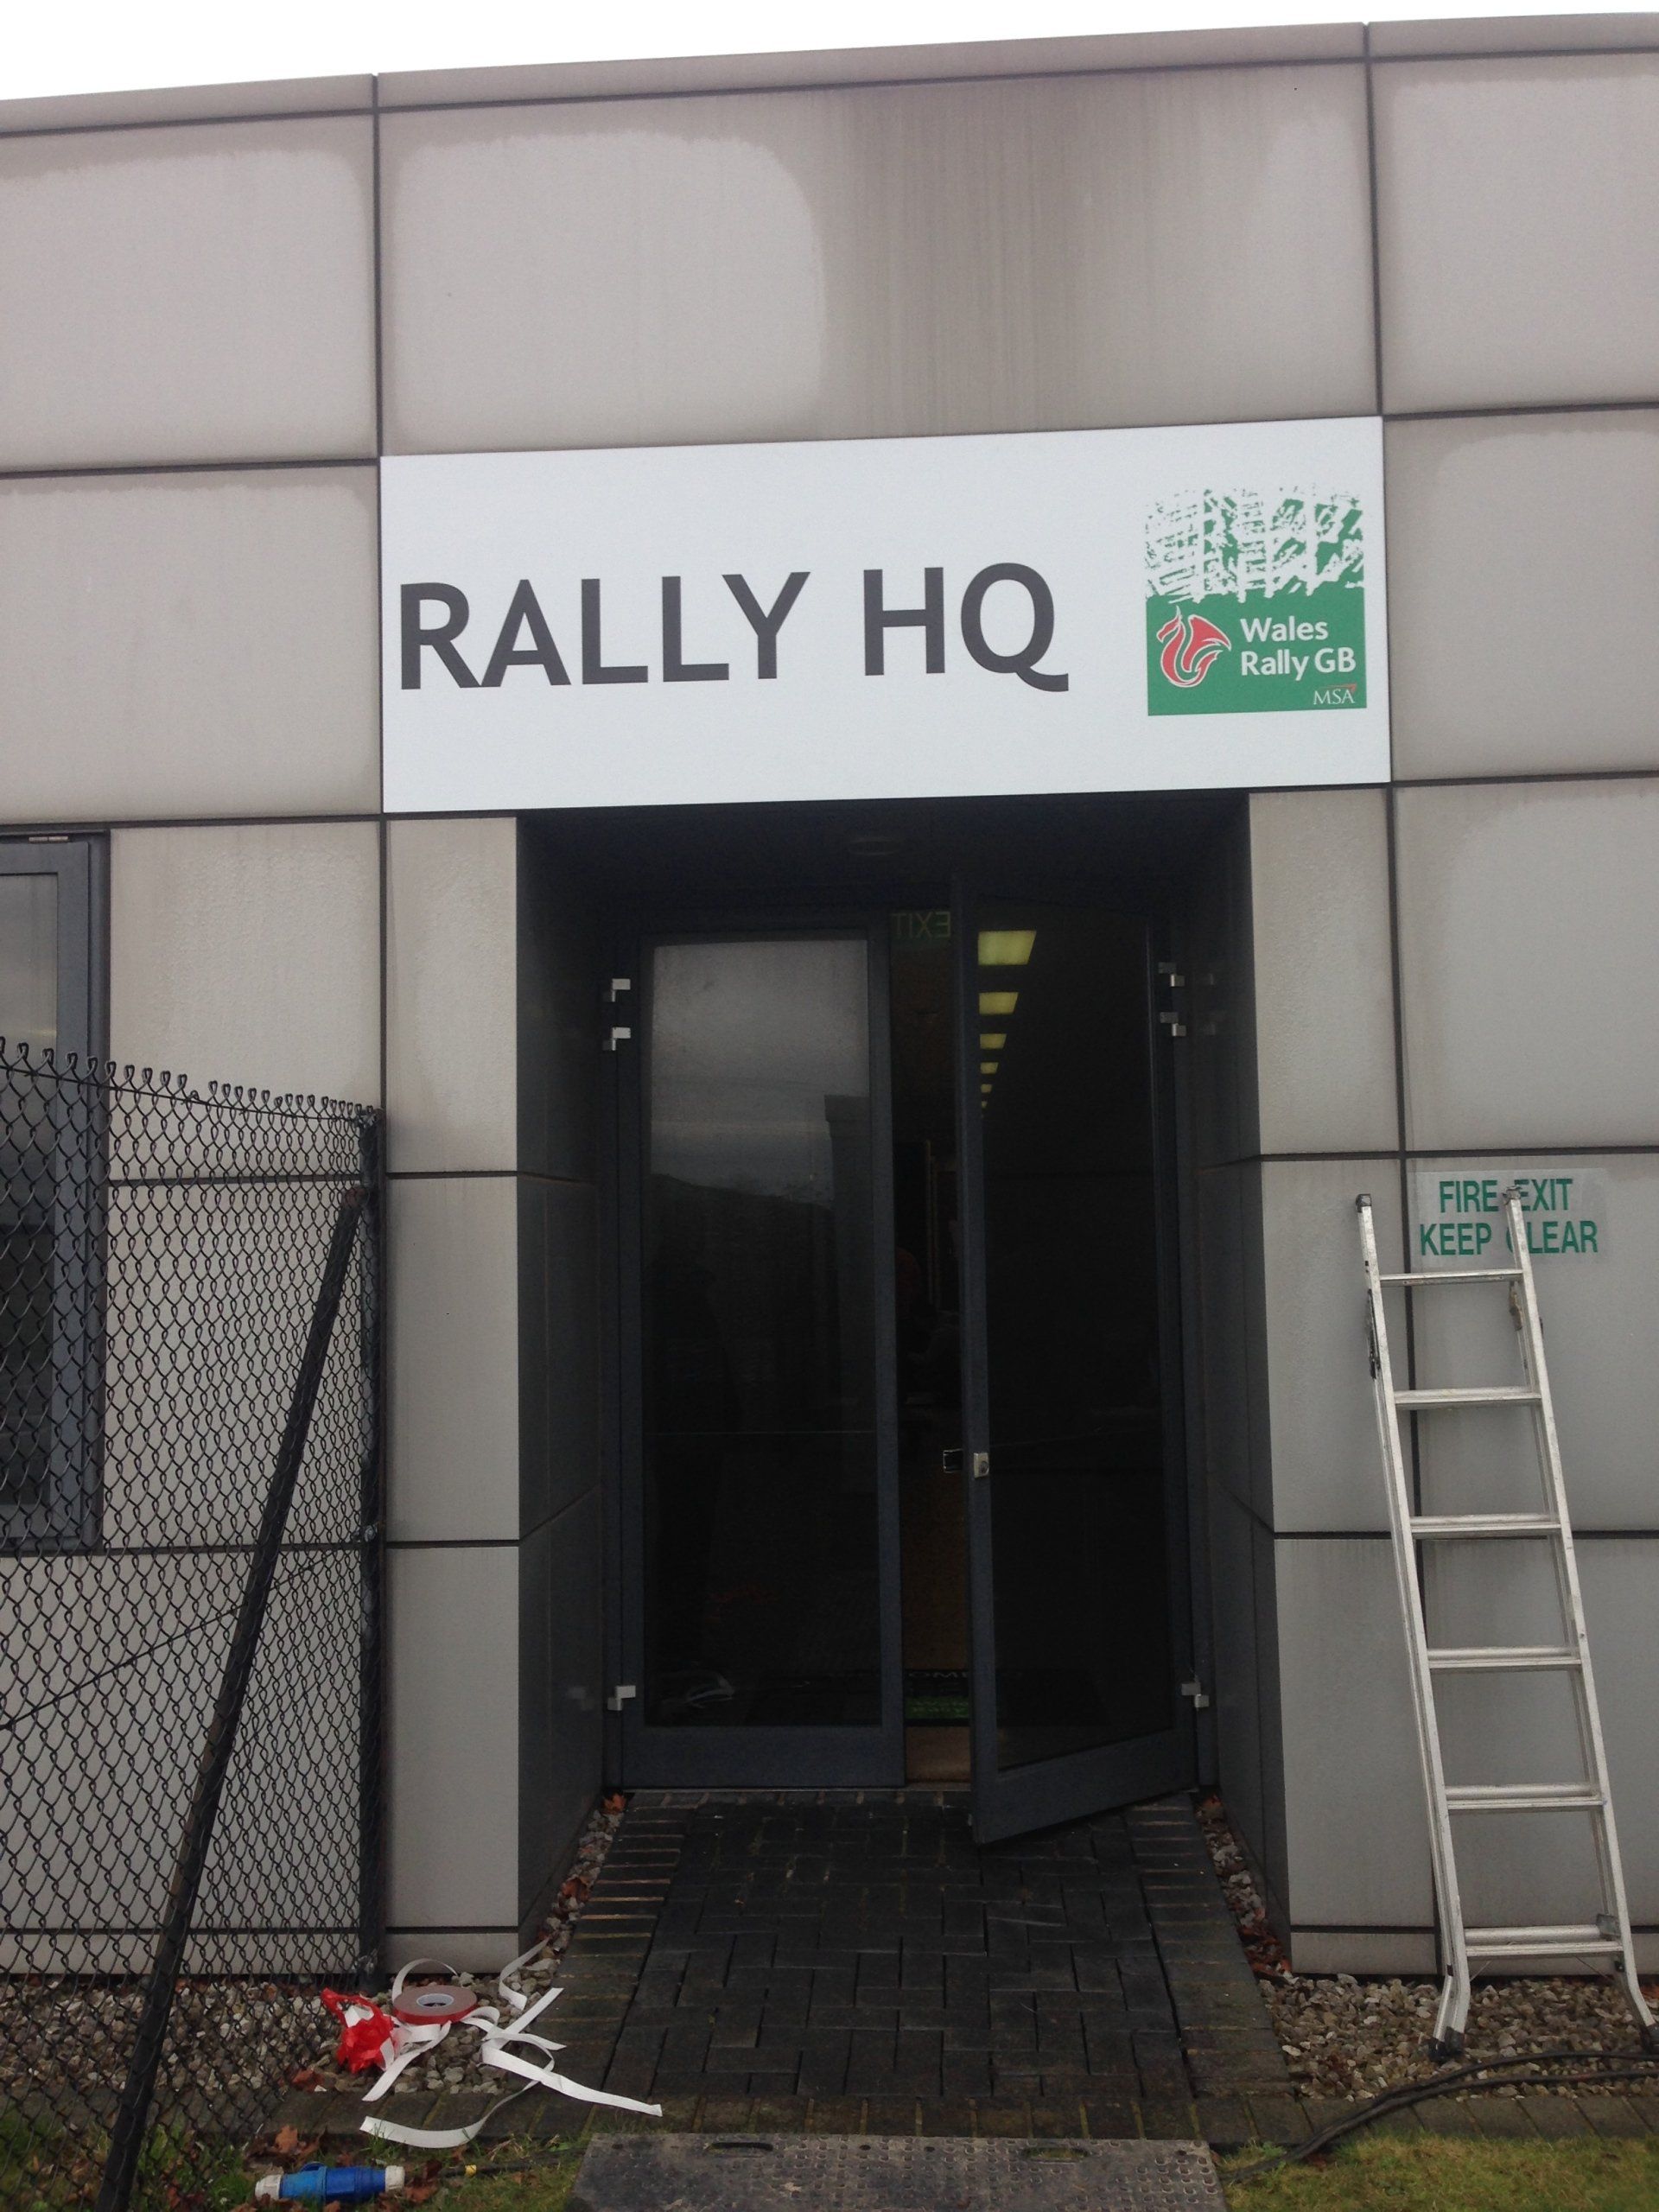 RALLY HQ
Wales
Rally GB
MSA
EXIT
FIRE EXIT
KEEP CLEAR